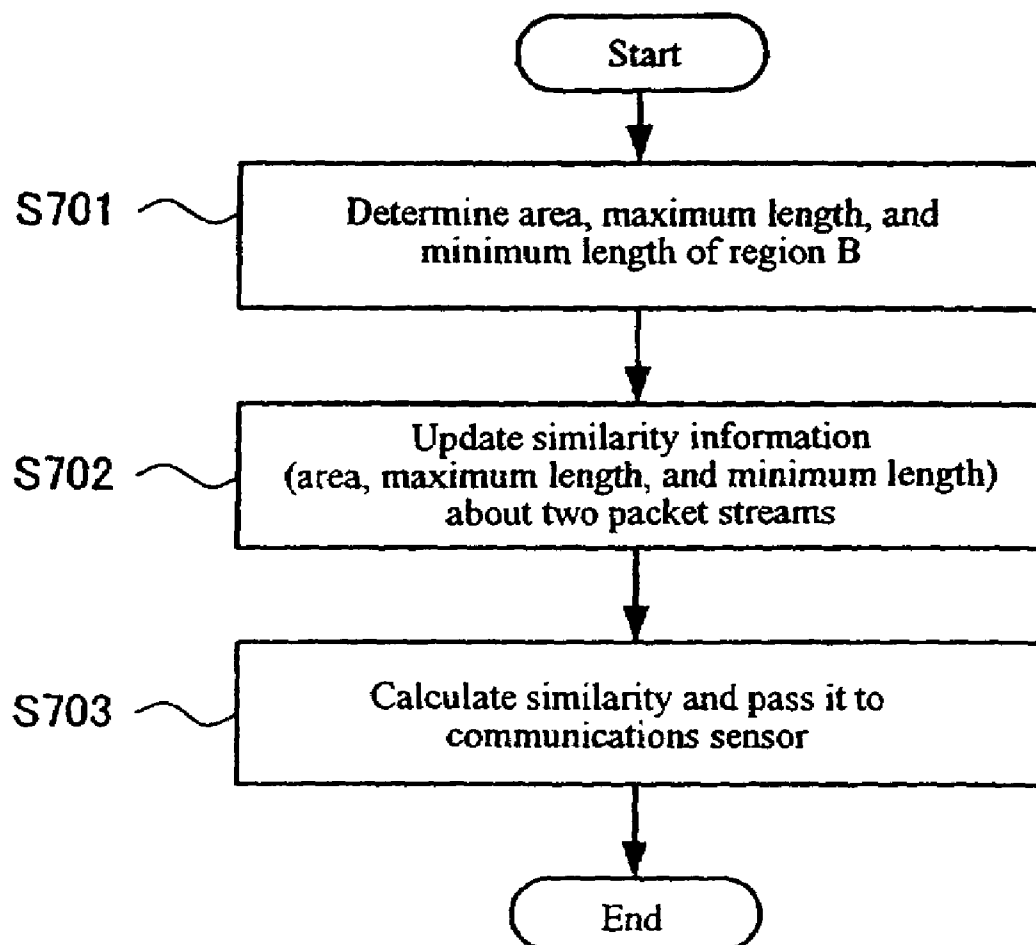 Start
S701
Determine area, maximum length, and
minimum length of region B
S702
Update similarity information
(area, maximum length, and minimum length)
about two packet streams
S703
Calculate similarity and pass it to
communications sensor
End